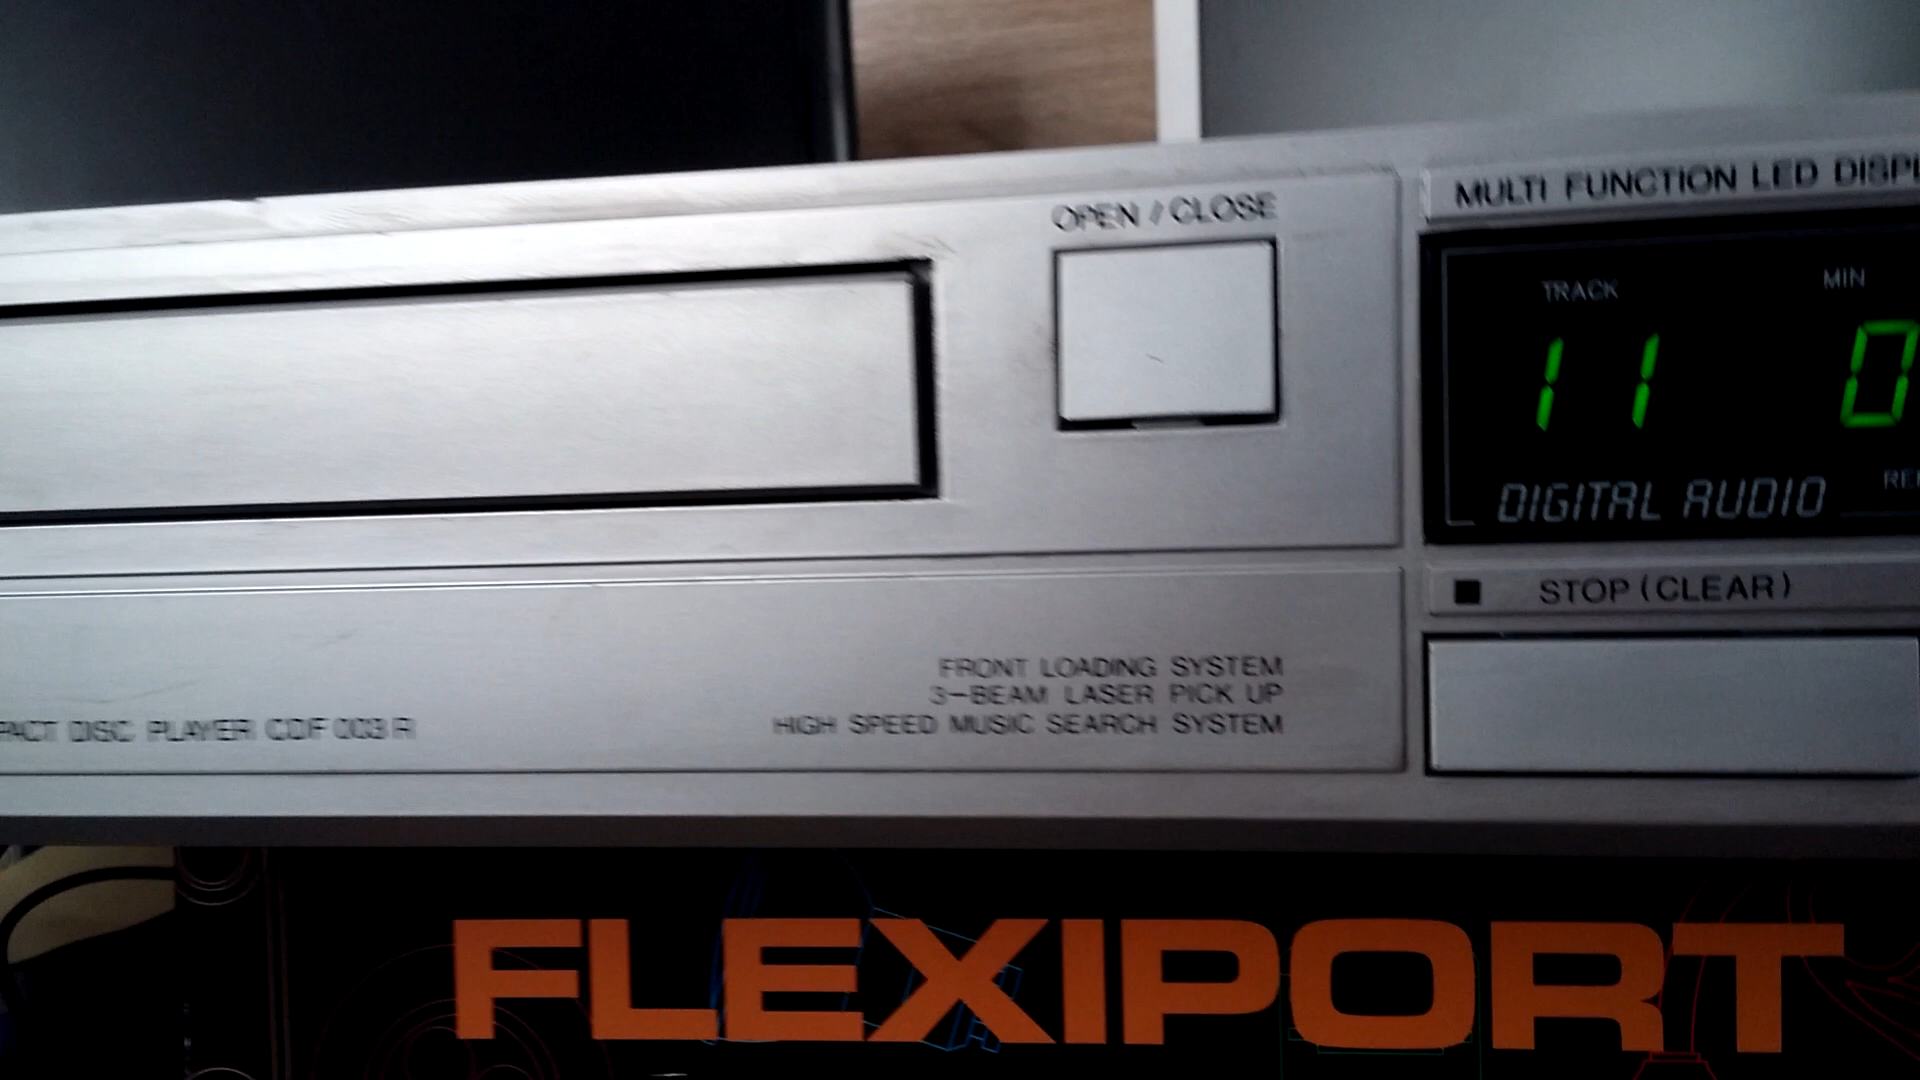 MULTI FUNCTION LED DISPL
OPEN / CLOSE
TRACK MIN
11 0
DIGITAL AUDIO
STOP (CLEAR)
FRONT LOADING SYSTEM
3-BEAM LASER PICK UP
HIGH SPEED MUSIC SEARCH SYSTEM
PACT DISC PLAYER CDF 003 R
FLEXIPORT